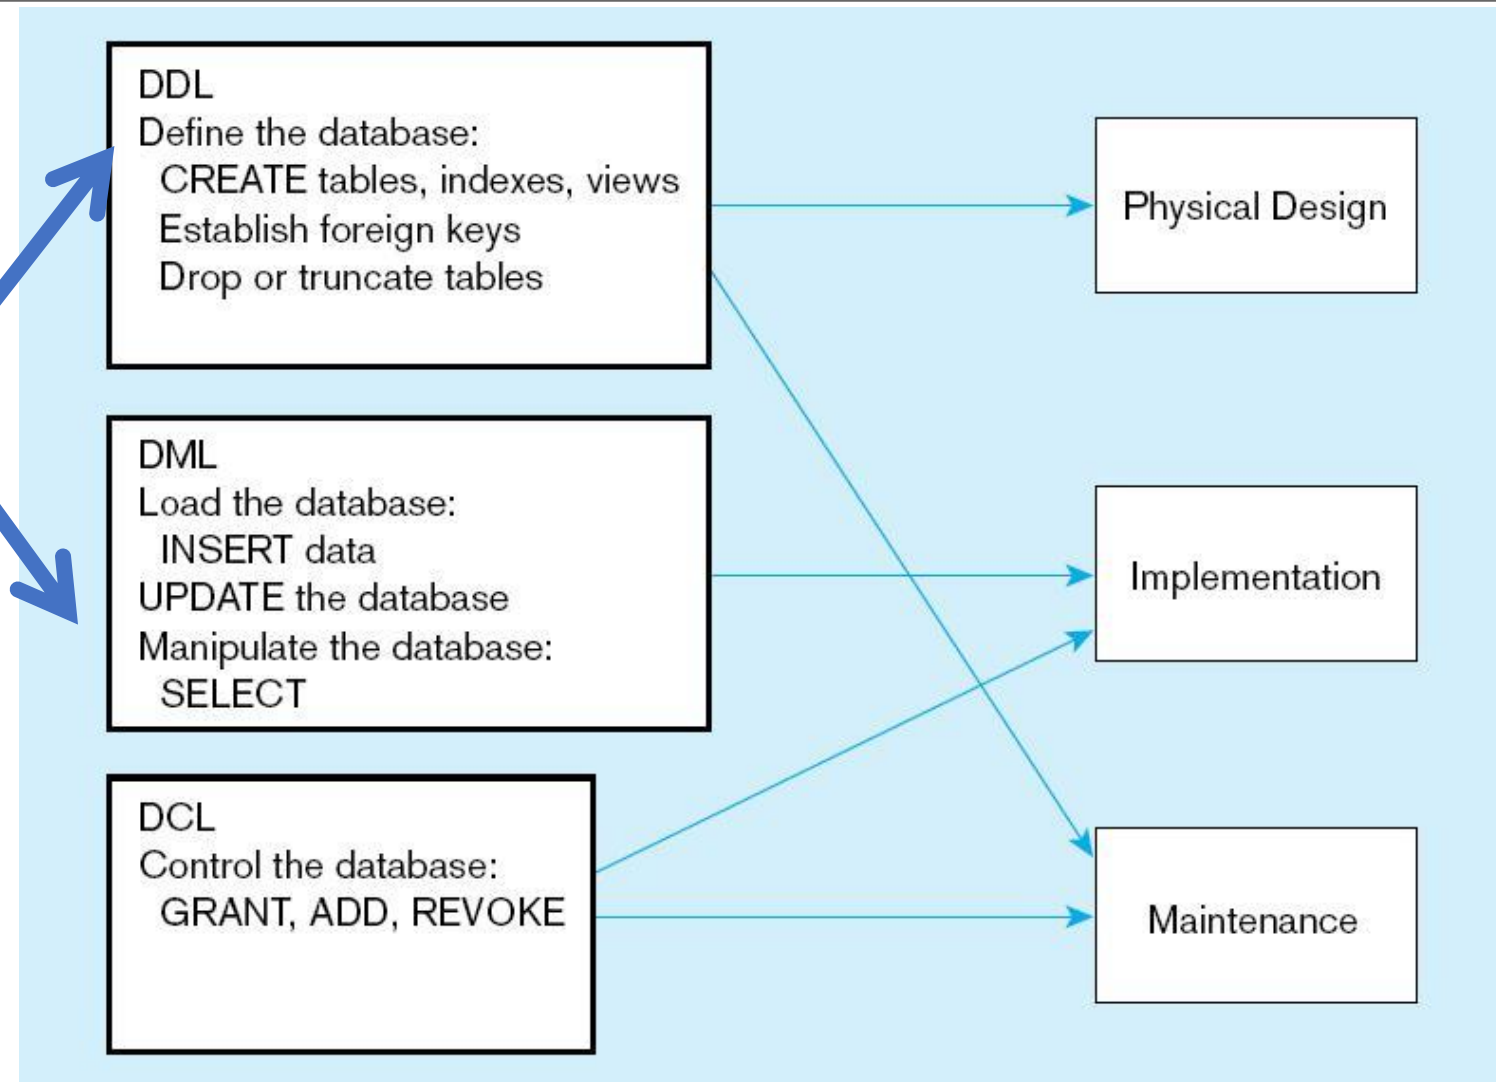 DDL
Define the database:
CREATE tables, indexes, views
Establish foreign keys
Drop or truncate tables
Physical Design
DML
Load the database:
INSERT data
UPDATE the database
Manipulate the database:
SELECT
Implementation
DCL
Control the database:
GRANT, ADD, REVOKE
Maintenance